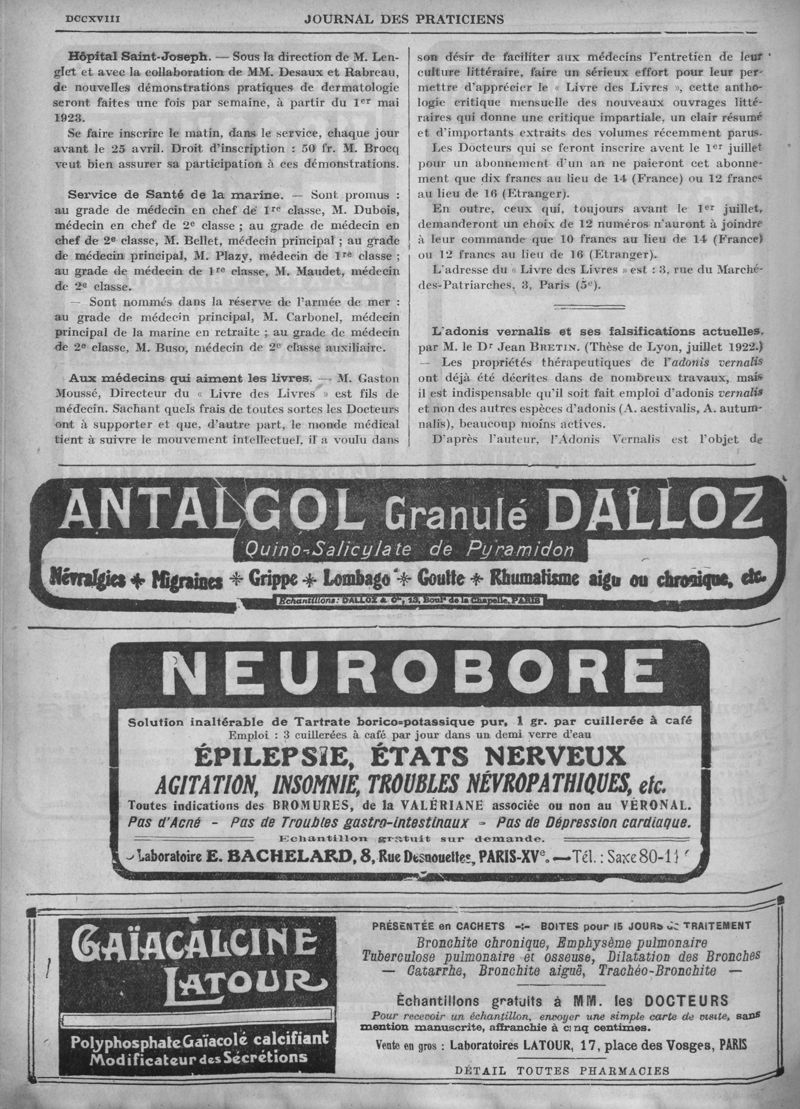 DCCXVIII
JOURNAL DES PRATICIENS
Hôpital Saint-Joseph. — Sous la direction de M. Len-
glet et avec la collaboration de MM. Desaux et Rabreau,
de nouvelles démonstrations pratiques de dermatologie
seront faites une fois par semaine, à partir du 1er mai
1923.
Se faire inscrire le matin, dans le service, chaque jour
avant le 25 avril. Droit d'inscription : 50 fr. M. Brocq
veut bien assurer sa participation à ces démonstrations.
Service de Santé de la marine. — Sont promus :
au grade de médecin en chef de 1re classe, M. Dubois,
médecin en chef de 2e classe ; au grade de médecin en
chef de 2e classe, M. Bellet, médecin principal ; au grade
de médecin principal, M. Plazy, médecin de 1re classe ;
au grade de médecin de 1re classe, M. Maudet, médecin
de 2e classe.
— Sont nommés dans la réserve de l'armée de mer :
au grade de médecin principal, M. Carbonel, médecin
principal de la marine en retraite ; au grade de médecin
de 2e classe, M. Buso, médecin de 2e classe auxiliaire.
Aux médecins qui aiment les livres. — M. Gaston
Moussé, Directeur du « Livre des Livres » est fils de
médecin. Sachant quels frais de toutes sortes les Docteurs
ont à supporter et que, d'autre part, le monde médical
tient à suivre le mouvement intellectuel, il a voulu dans
son désir de faciliter aux médecins l'entretien de leur
culture littéraire, faire un sérieux effort pour leur per-
mettre d'apprécier le « Livre des Livres », cette antho-
logie critique mensuelle des nouveaux ouvrages litté-
raires qui donne une critique impartiale, un clair résumé
et d'importants extraits des volumes récemment parus.
Les Docteurs qui se feront inscrire avent le 1er juillet
pour un abonnement d'un an ne paieront cet abonne-
ment que dix francs au lieu de 14 (France) ou 12 francs
au lieu de 16 (Etranger).
En outre, ceux qui, toujours avant le 1er juillet,
demanderont un choix de 12 numéros n'auront à joindre
à leur commande que 10 francs au lieu de 14 (France)
ou 12 francs au lieu de 16 (Etranger).
L'adresse du « Livre des Livres » est : 3, rue du Marché-
des-Patriarches, 3, Paris (5e).
L'adonis vernalis et ses falsifications actuelles,
par M. le Dr Jean BRETIN. (Thèse de Lyon, juillet 1922.)
— Les propriétés thérapeutiques de l'adonis vernalis
ont déjà été décrites dans de nombreux travaux, mais
il est indispensable qu'il soit fait emploi d'adonis vernalis
et non des autres espèces d'adonis (A. aestivalis, A. autum-
nalis), beaucoup moins actives.
D'après l'auteur, l'Adonis Vernalis est l'objet de
ANTALGOL Granulé DALLOZ
Quino-Salicylate de Pyramidon
Névralgies + Migraines * Grippe * Lombago * Goutte * Rhumatisme aigu ou chronique, etc.
Echantillons: DALLOZ & Cie, 13, Boul. de la Chapelle, PARIS
NEUROBORE
Solution inaltérable de Tartrate borico-potassique pur, 1 gr. par cuillerée à café
Emploi : 3 cuillerées à café par jour dans un demi verre d'eau
ÉPILEPSIE, ÉTATS NERVEUX
AGITATION, INSOMNIE, TROUBLES NÉVROPATHIQUES, etc.
Toutes indications des BROMURES, de la VALÉRIANE associée ou non au VÉRONAL.
Pas d'Acné - Pas de Troubles gastro-intestinaux - Pas de Dépression cardiaque.
Echantillon gratuit sur demande.
Laboratoire E. BACHELARD, 8, Rue Desnouettes, PARIS-XVe. — Tél. : Saxe
GAÏACALCINE
LATOUR
Polyphosphate Gaïacolé calcifiant
Modificateur des Sécrétions
PRÉSENTÉE en CACHETS -:- BOITES pour 15 JOURS de TRAITEMENT
Bronchite chronique, Emphysème pulmonaire
Tuberculose pulmonaire et osseuse, Dilatation des Bronches
— Catarrhe, Bronchite aiguë, Trachéo-Bronchite —
Échantillons gratuits à MM. les DOCTEURS
Pour recevoir un échantillon, envoyer une simple carte de visite, sans
mention manuscrite, affranchie à cinq centimes.
Vente en gros : Laboratoires LATOUR, 17, place des Vosges, PARIS
DÉTAIL TOUTES PHARMACIES